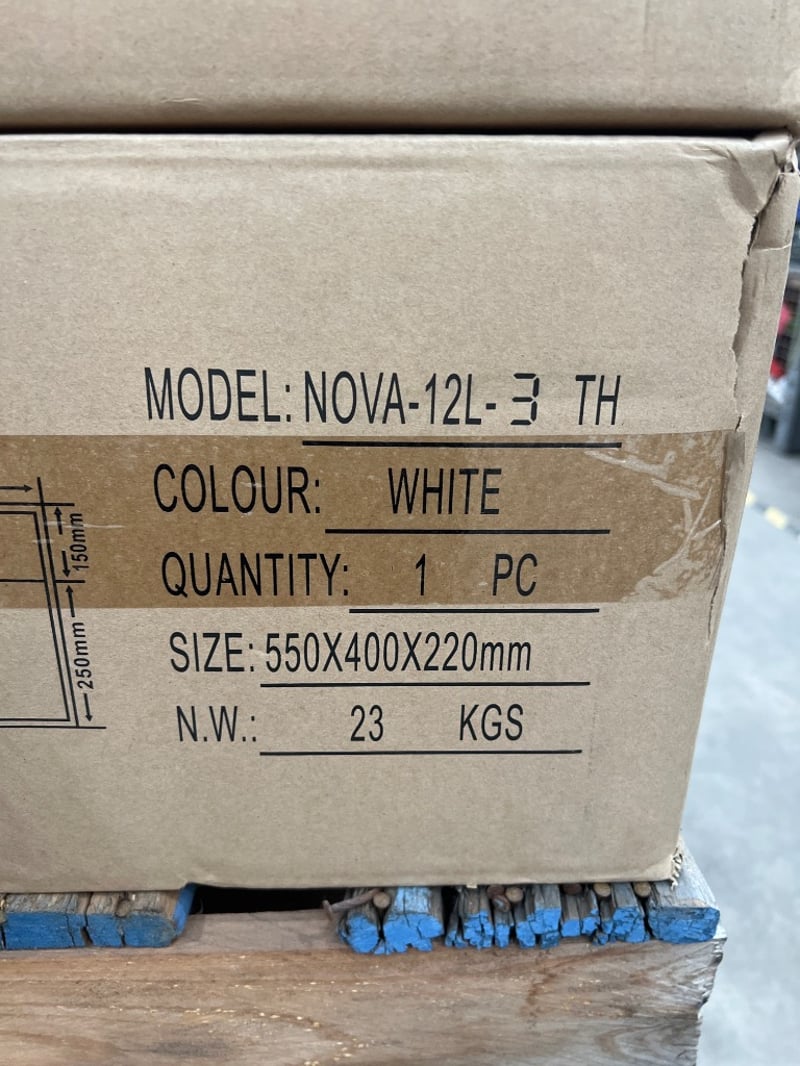 MODEL: NOVA-12L-3 TH
COLOUR: WHITE
150mm
QUANTITY: 1 PC
250mm
SIZE: 550X400X220mm
N.W.: 23 KGS